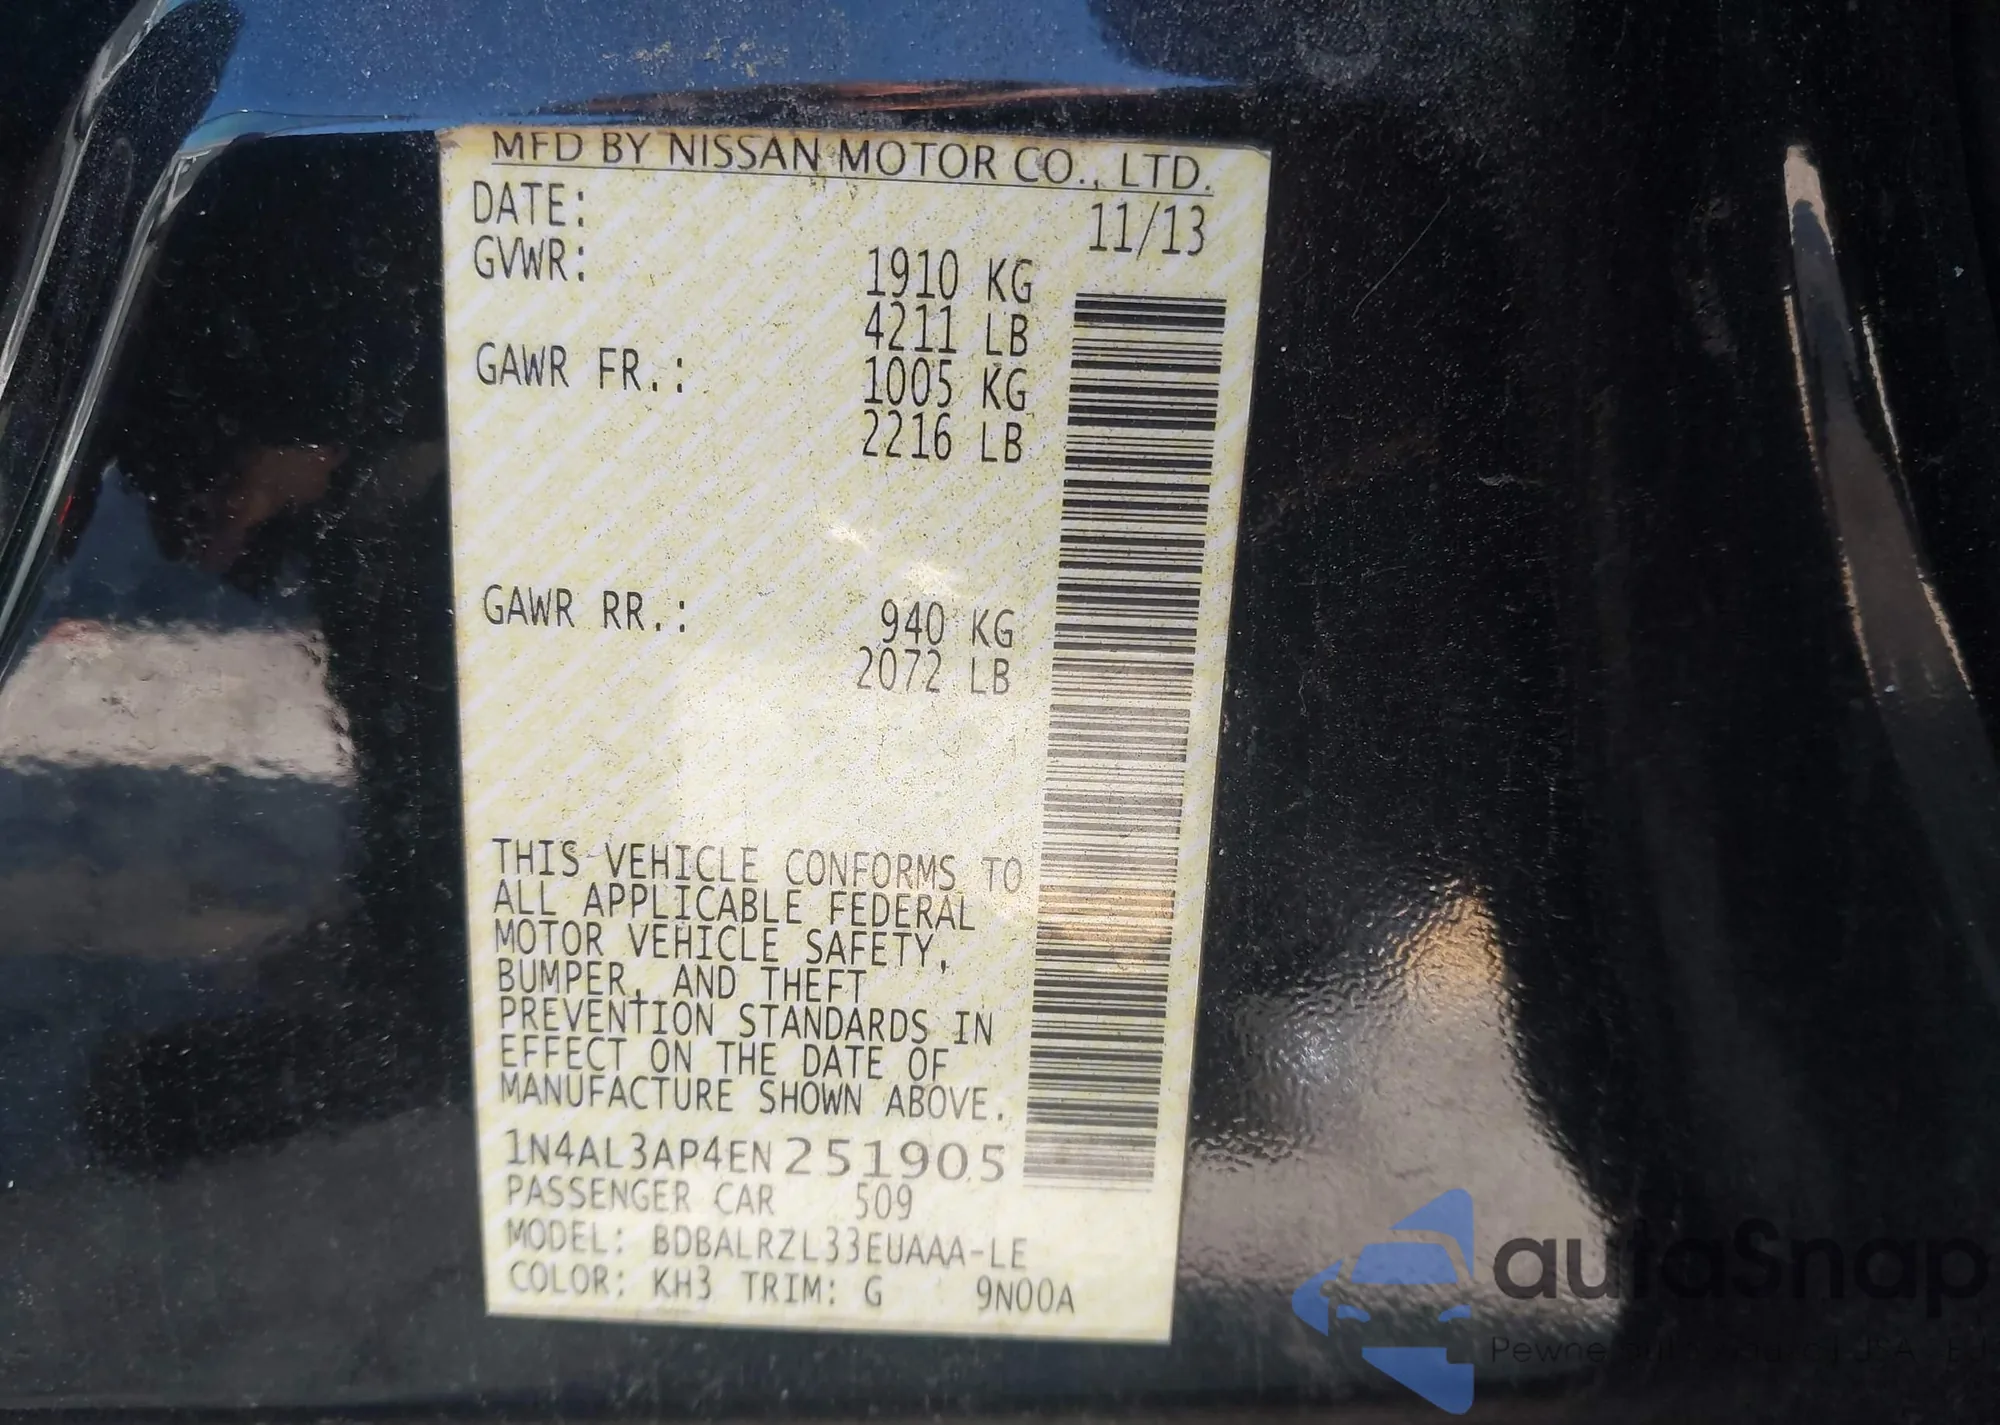 MFD BY NISSAN MOTOR CO., LTD.
DATE: 11/13
GVWR: 1910 KG
4211 LB
GAWR FR.: 1005 KG
2216 LB
GAWR RR.: 940 KG
2072 LB
THIS VEHICLE CONFORMS TO
ALL APPLICABLE FEDERAL
MOTOR VEHICLE SAFETY,
BUMPER, AND THEFT
PREVENTION STANDARDS IN
EFFECT ON THE DATE OF
MANUFACTURE SHOWN ABOVE.
1N4AL3AP4EN251905
PASSENGER CAR 509
MODEL: BDBALRZL33EUAAA-LE
COLOR: KH3 TRIM: G 9N00A
autaSnap
Pewne auta